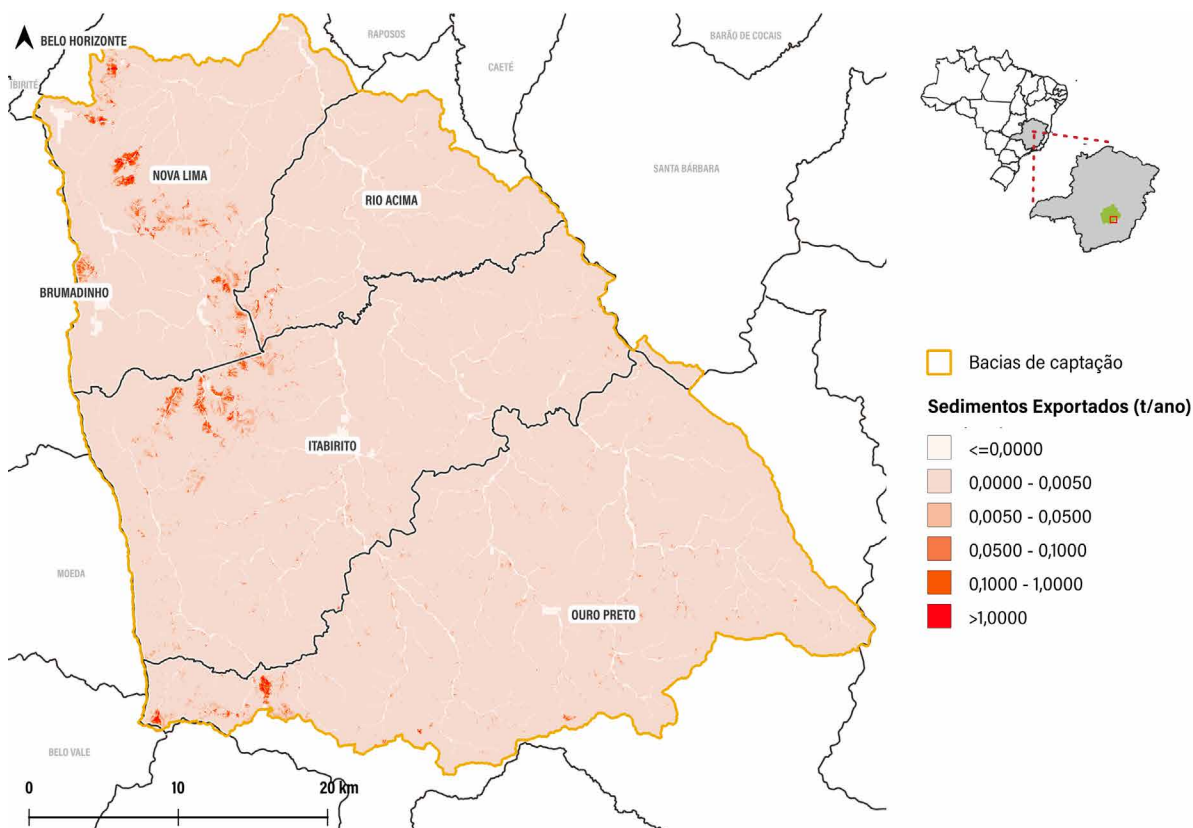 BELO HORIZONTE
RAPOSOS
BARÃO DE COCAIS
CAETÉ
IBIRITÉ
NOVA LIMA
SANTA BÁRBARA
RIO ACIMA
BRUMADINHO
ITABIRITO
MOEDA
OURO PRETO
BELO VALE
0 10 20 km
Bacias de captação
Sedimentos Exportados (t/ano)
<=0,0000
0,0000 - 0,0050
0,0050 - 0,0500
0,0500 - 0,1000
0,1000 - 1,0000
>1,0000